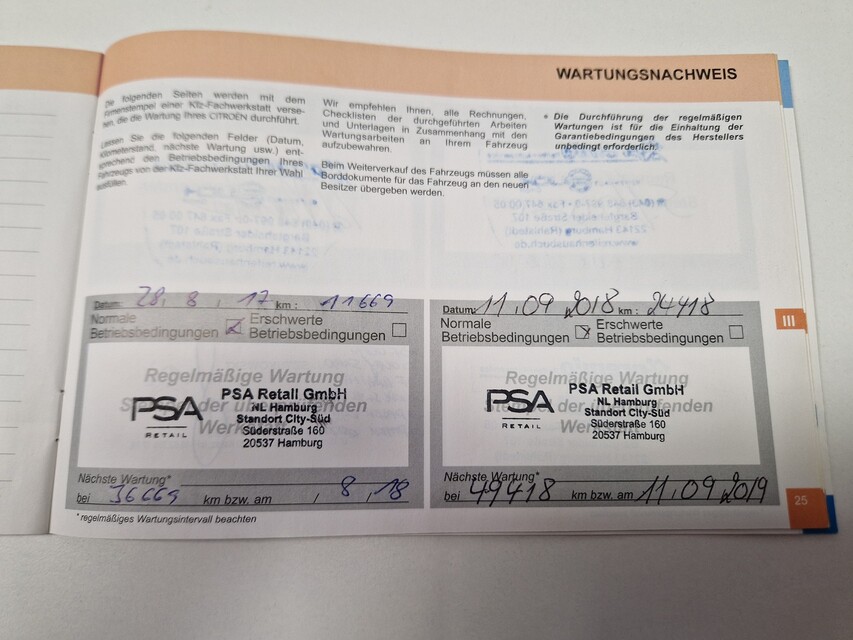 WARTUNGSNACHWEIS
Die folgenden Seiten werden mit dem
Firmenstempel einer Kfz-Fachwerkstatt verse-
hen, die die Wartung Ihres CITROËN durchführt.
Lassen Sie die folgenden Felder (Datum,
Kilometerstand, nächste Wartung usw.) ent-
sprechend den Betriebsbedingungen Ihres
Fahrzeugs von der Kfz-Fachwerkstatt Ihrer Wahl
ausfüllen.
Wir empfehlen Ihnen, alle Rechnungen,
Checklisten der durchgeführten Arbeiten
und Unterlagen in Zusammenhang mit den
Wartungsarbeiten an Ihrem Fahrzeug
aufzubewahren.
Beim Weiterverkauf des Fahrzeugs müssen alle
Borddokumente für das Fahrzeug an den neuen
Besitzer übergeben werden.
* Die Durchführung der regelmäßigen
Wartungen ist für die Einhaltung der
Garantiebedingungen des Herstellers
unbedingt erforderlich.
Datum: 28, 8, 17 km: 11669
Normale
Betriebsbedingungen
Erschwerte
Betriebsbedingungen
Regelmäßige Wartung
PSA
RETAIL
PSA Retail GmbH
NL Hamburg
Standort City-Süd
Süderstraße 160
20537 Hamburg
Nächste Wartung*
bei 36669 km bzw. am / 8, 18
Datum: 11.09.2018 km: 24418
Normale
Betriebsbedingungen
Erschwerte
Betriebsbedingungen
Regelmäßige Wartung
PSA
RETAIL
PSA Retail GmbH
NL Hamburg
Standort City-Süd
Süderstraße 160
20537 Hamburg
Nächste Wartung*
bei 49418 km bzw. am 11.09.2019
*regelmäßiges Wartungsintervall beachten
III
25